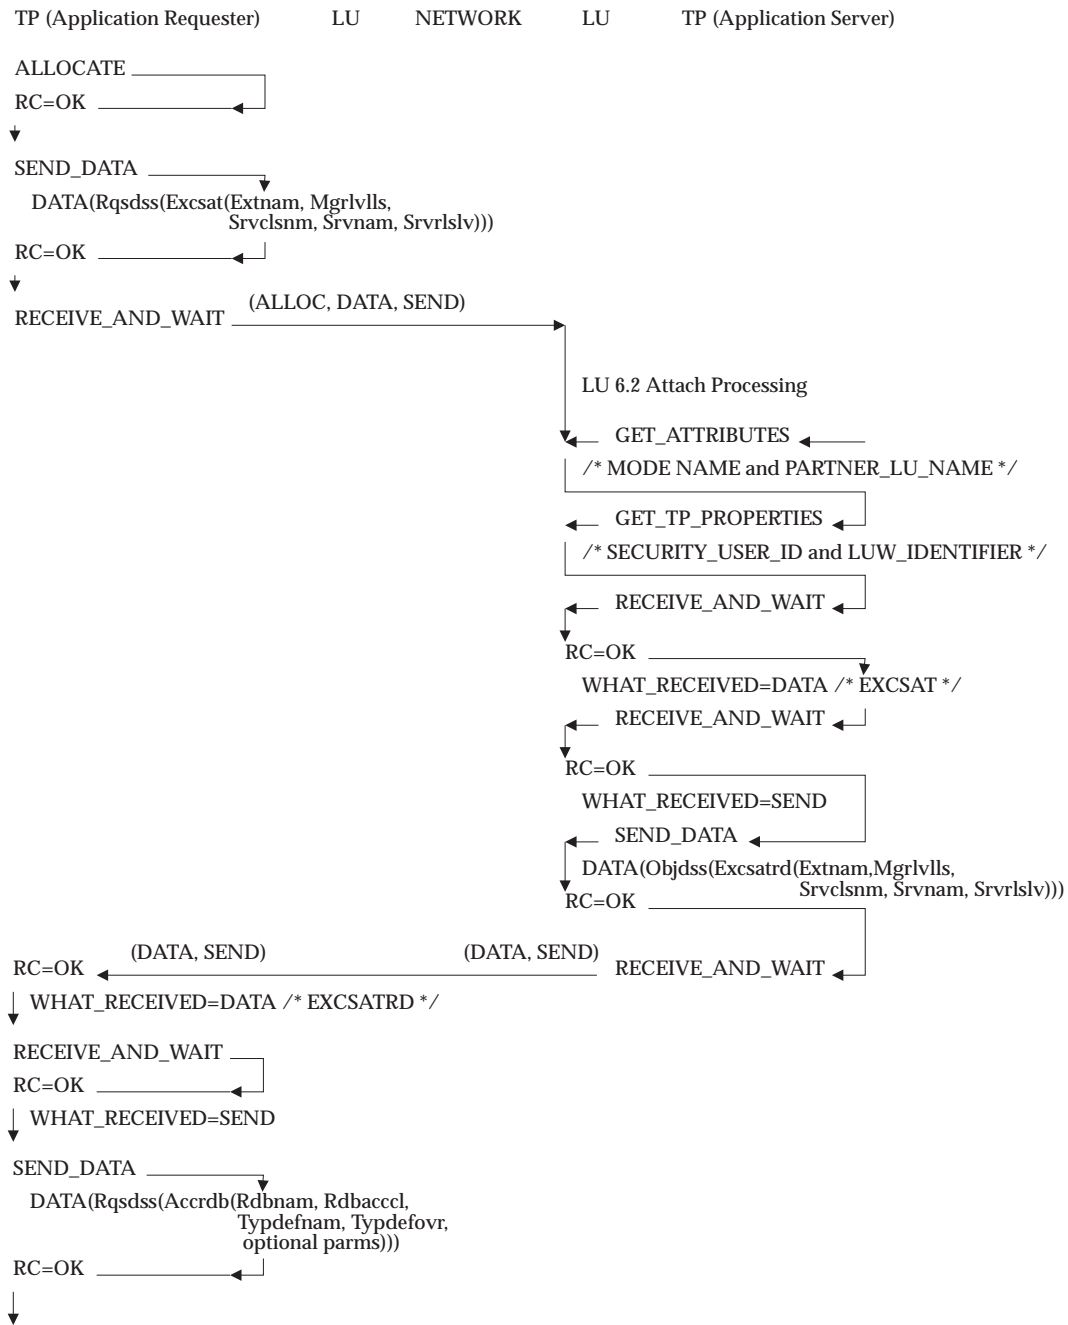 TP (Application Requester) LU NETWORK LU TP (Application Server)
ALLOCATE
RC=OK
SEND_DATA
DATA(Rqsdss(Excsat(Extnam, Mgrlvlls,
Srvclsnm, Srvnam, Srvrlslv)))
RC=OK
(ALLOC, DATA, SEND)
RECEIVE_AND_WAIT
LU 6.2 Attach Processing
GET_ATTRIBUTES
/* MODE NAME and PARTNER_LU_NAME */
GET_TP_PROPERTIES
/* SECURITY_USER_ID and LUW_IDENTIFIER */
RECEIVE_AND_WAIT
RC=OK
WHAT_RECEIVED=DATA /* EXCSAT */
RECEIVE_AND_WAIT
RC=OK
WHAT_RECEIVED=SEND
SEND_DATA
DATA(Objdss(Excsatrd(Extnam,Mgrlvlls,
Srvclsnm, Srvnam, Srvrlslv)))
RC=OK
(DATA, SEND) (DATA, SEND)
RC=OK RECEIVE_AND_WAIT
WHAT_RECEIVED=DATA /* EXCSATRD */
RECEIVE_AND_WAIT
RC=OK
WHAT_RECEIVED=SEND
SEND_DATA
DATA(Rqsdss(Accrdb(Rdbnam, Rdbacccl,
Typdefnam, Typdefovr,
optional parms)))
RC=OK